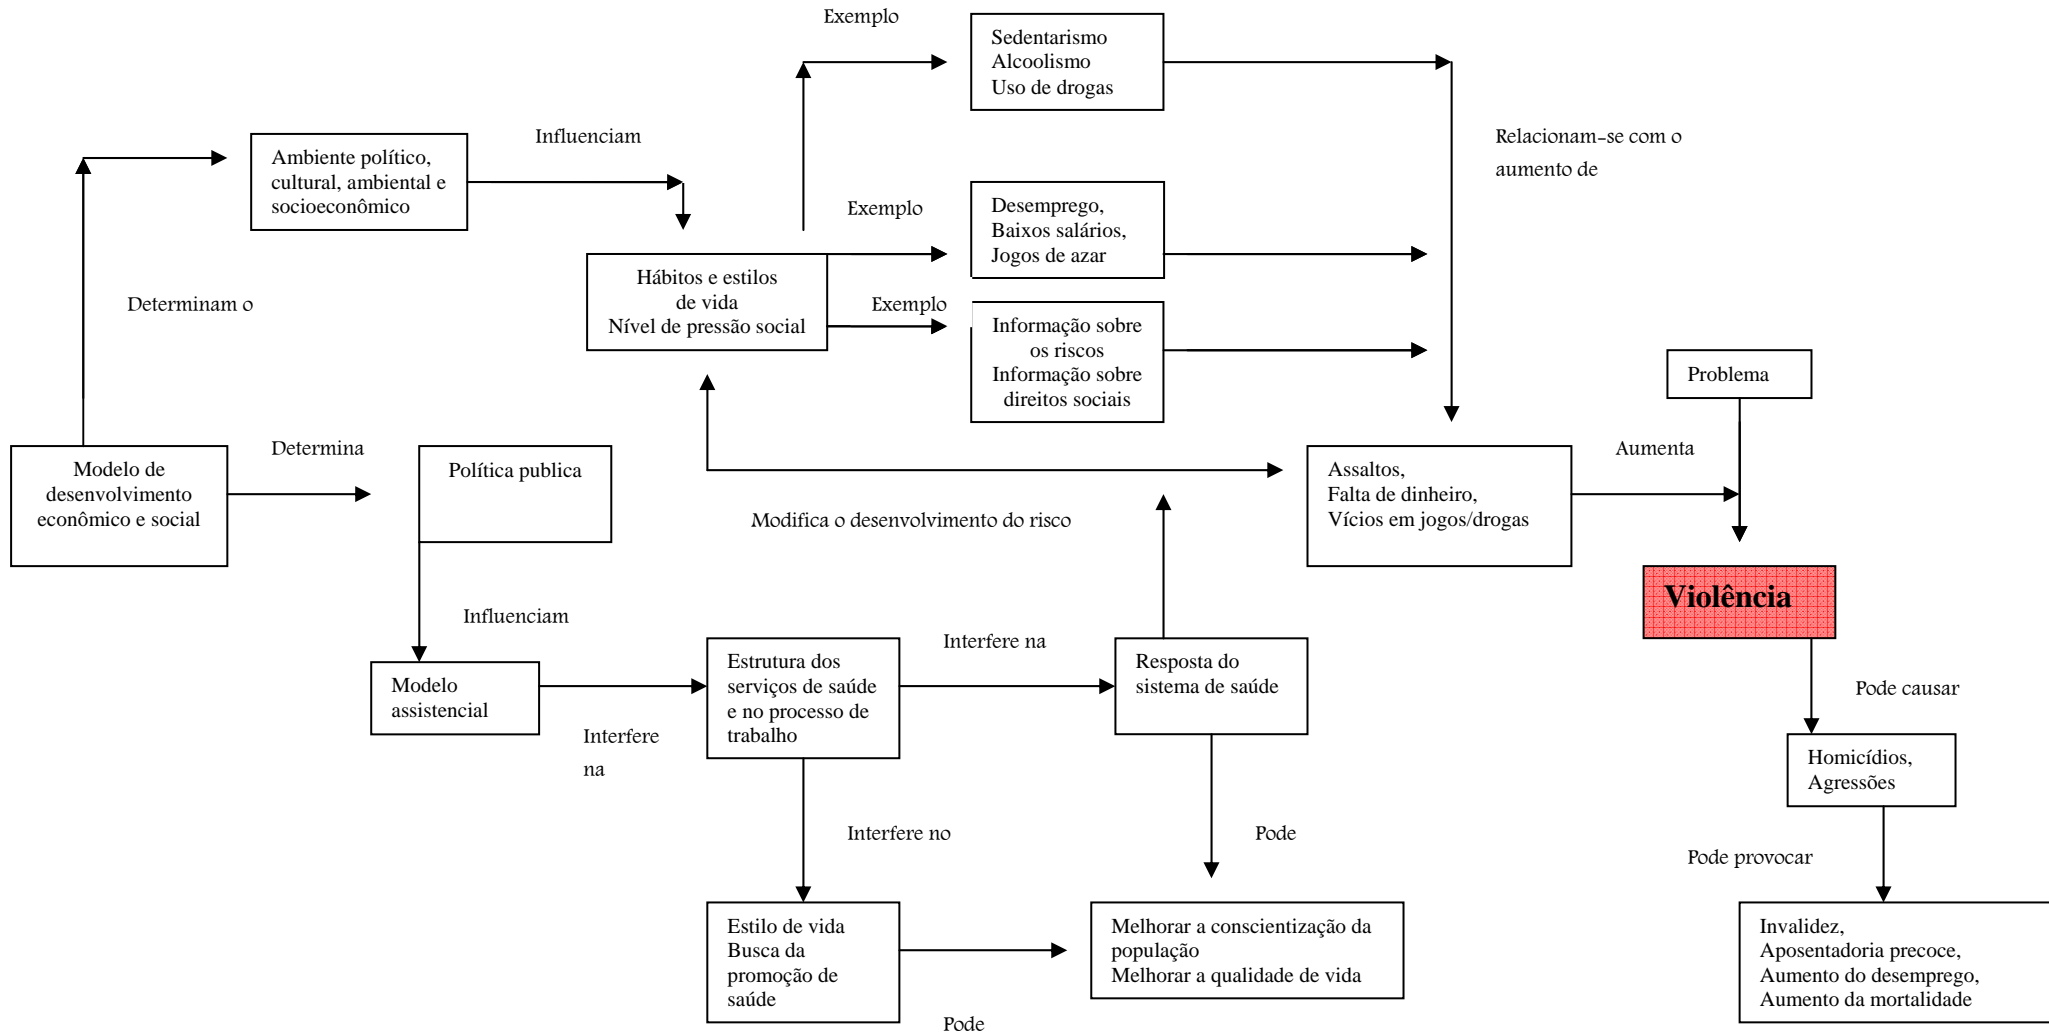 Exemplo
Sedentarismo
Alcoolismo
Uso de drogas
Influenciam
Relacionam-se com o
aumento de
Ambiente político,
cultural, ambiental e
socioeconômico
Exemplo
Desemprego,
Baixos salários,
Jogos de azar
Determinam o
Hábitos e estilos
de vida
Nível de pressão social
Exemplo
Informação sobre
os riscos
Informação sobre
direitos sociais
Problema
Modelo de
desenvolvimento
econômico e social
Determina
Política publica
Modifica o desenvolvimento do risco
Assaltos,
Falta de dinheiro,
Vícios em jogos/drogas
Aumenta
Violência
Influenciam
Modelo
assistencial
Interfere
na
Estrutura dos
serviços de saúde
e no processo de
trabalho
Interfere na
Resposta do
sistema de saúde
Pode causar
Homicídios,
Agressões
Interfere no
Pode
Pode provocar
Estilo de vida
Busca da
promoção de
saúde
Pode
Melhorar a conscientização da
população
Melhorar a qualidade de vida
Invalidez,
Aposentadoria precoce,
Aumento do desemprego,
Aumento da mortalidade